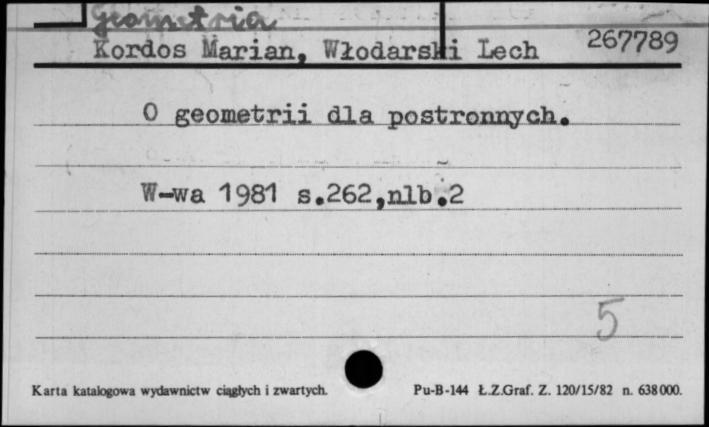 Geometria
Kordos Marian, Włodarski Lech 267789
O geometrii dla postronnych.
W-wa 1981 s.262,nlb.2
5
Karta katalogowa wydawnictw ciągłych i zwartych. Pu-B-144 Ł.Z.Graf. Z. 120/15/82 n. 638000.